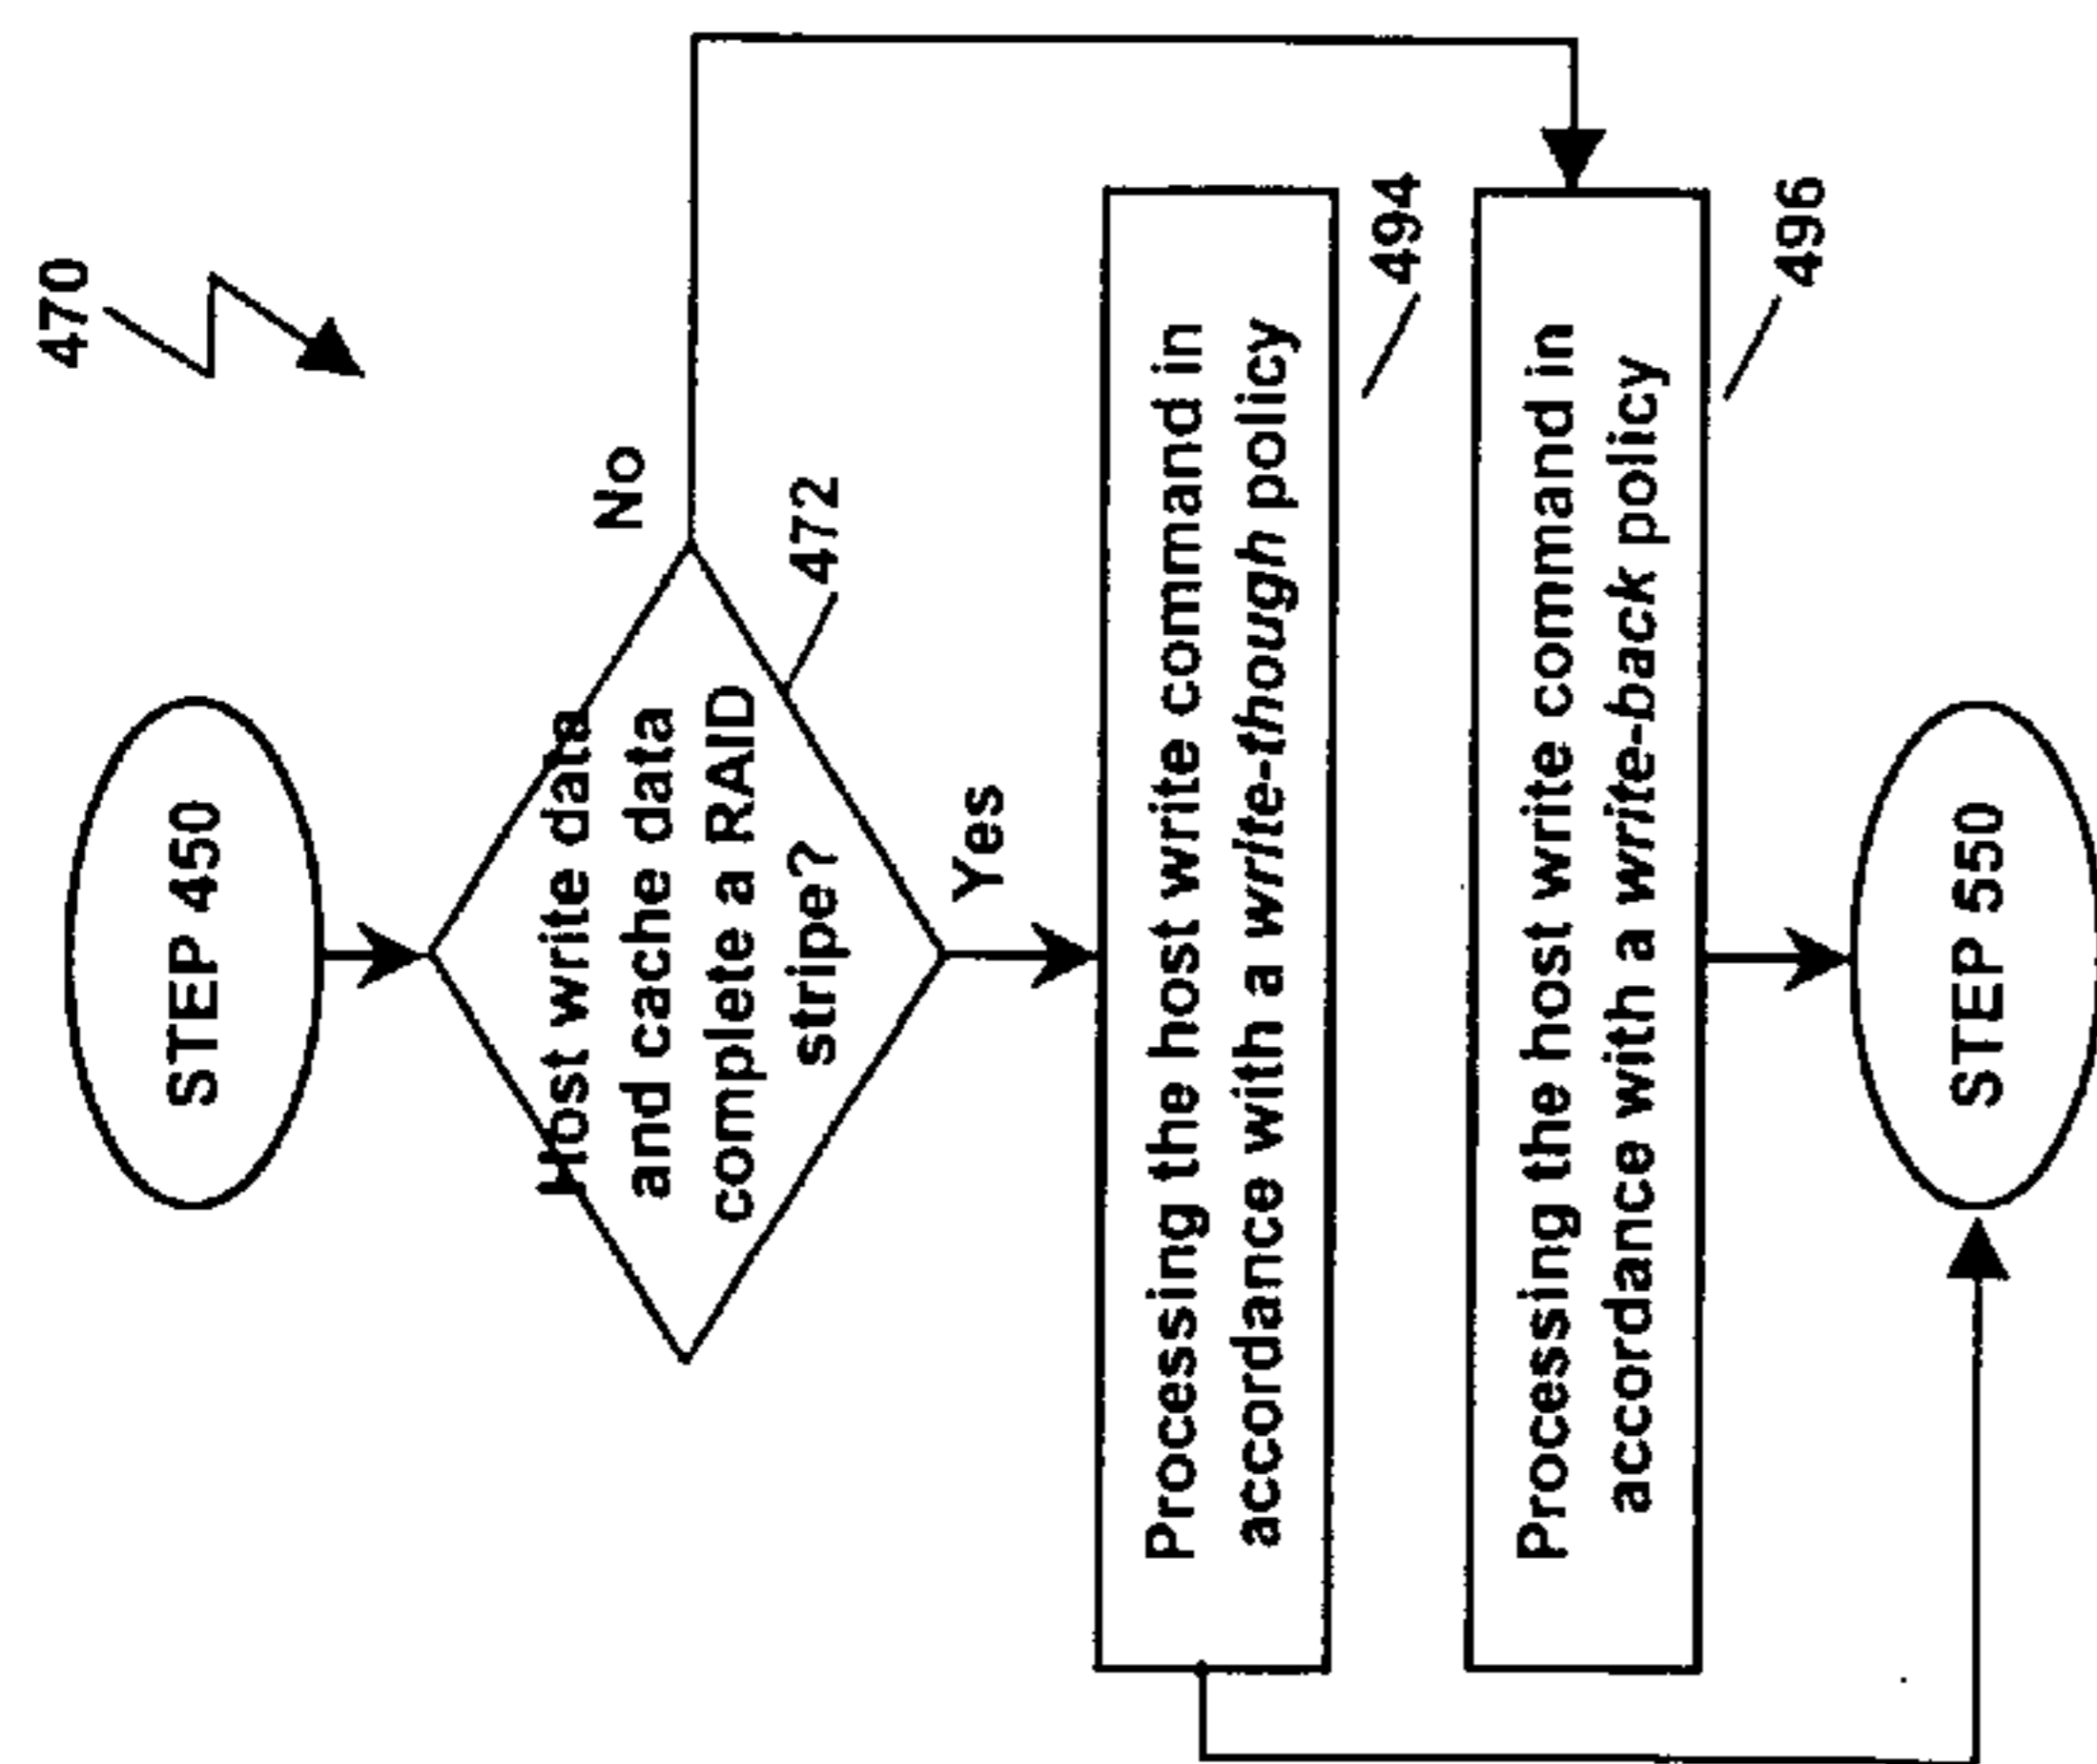 470
STEP 450
Host write data
and cache data
complete a RAID
stripe?
472
No
Yes
Processing the host write command in
accordance with a write-though policy
494
Processing the host write command in
accordance with a write-back policy
496
STEP 550